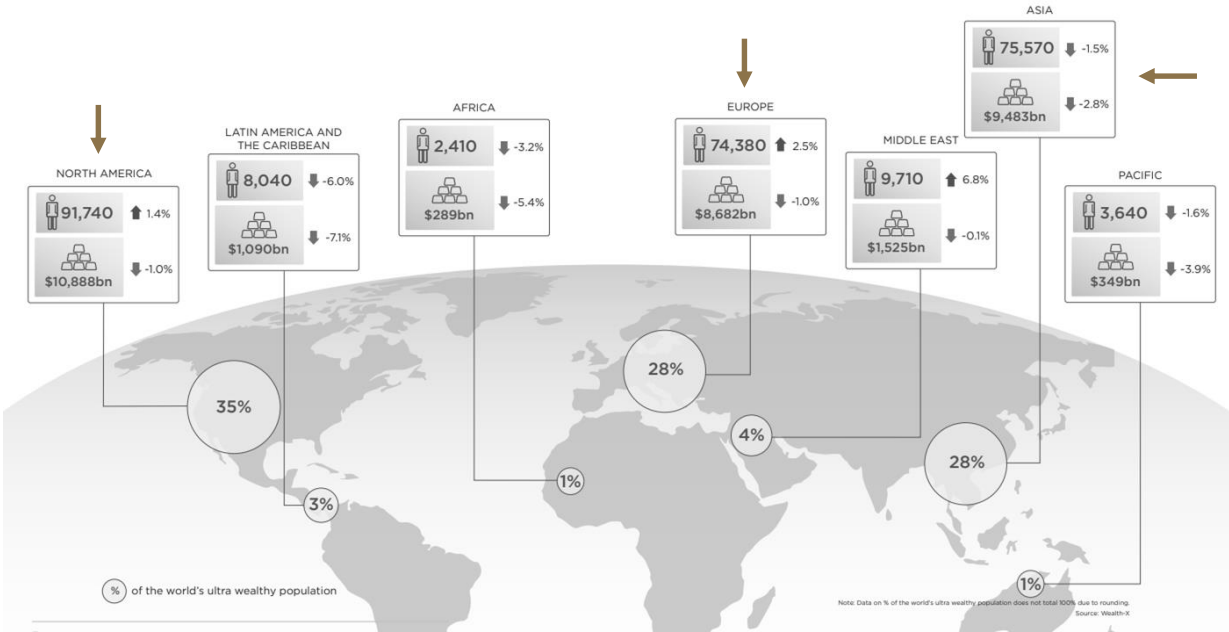 NORTH AMERICA
91,740 1.4%
$10,888bn -1.0%
LATIN AMERICA AND
THE CARIBBEAN
8,040 -6.0%
$1,090bn -7.1%
AFRICA
2,410 -3.2%
$289bn -5.4%
EUROPE
74,380 2.5%
$8,682bn -1.0%
MIDDLE EAST
9,710 6.8%
$1,525bn -0.1%
ASIA
75,570 -1.5%
$9,483bn -2.8%
PACIFIC
3,640 -1.6%
$349bn -3.9%
35%
3%
1%
28%
4%
28%
1%
% of the world's ultra wealthy population
Note: Data on % of the world's ultra wealthy population does not total 100% due to rounding.
Source: Wealth-X